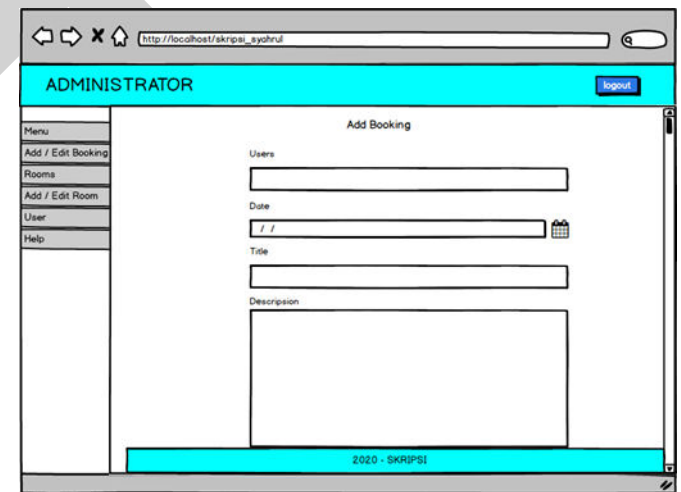 http://localhost/skripsi_syahrul
ADMINISTRATOR
logout
Menu
Add / Edit Booking
Rooms
Add / Edit Room
User
Help
Add Booking
Users
Date
/ /
Title
Descripsion
2020 - SKRIPSI